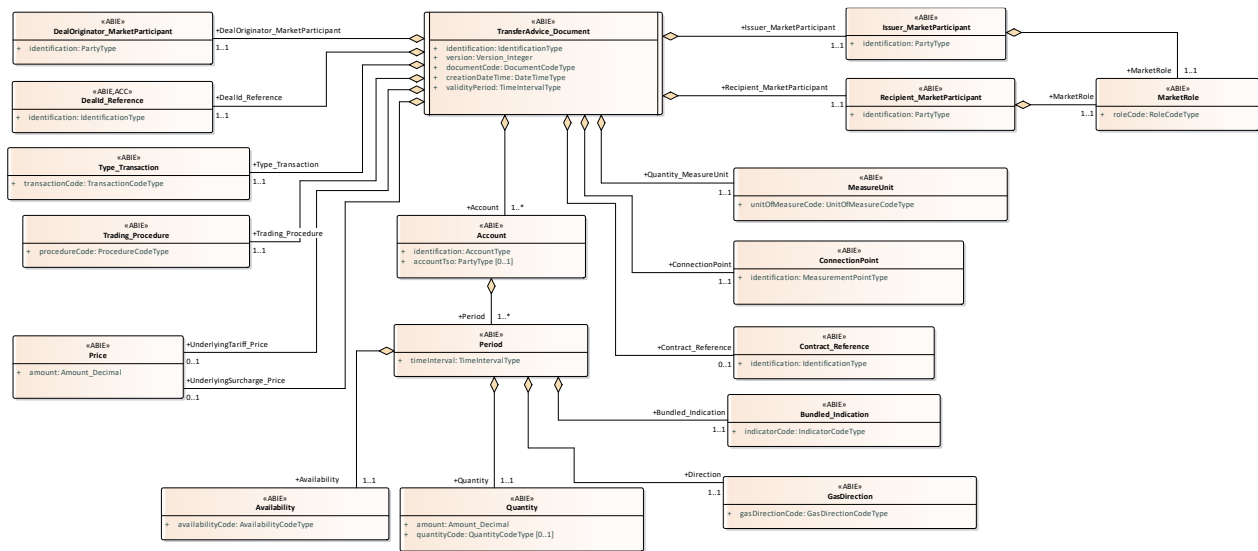 «ABIE»
DealOriginator_MarketParticipant
+ identification: PartyType
+DealOriginator_MarketParticipant
1..1
«ABIE»
TransferAdvice_Document
+ identification: IdentificationType
+ version: Version_Integer
+ documentCode: DocumentCodeType
+ creationDateTime: DateTimeType
+ validityPeriod: TimeIntervalType
+Issuer_MarketParticipant
1..1
«ABIE»
Issuer_MarketParticipant
+ identification: PartyType
+MarketRole
1..1
«ABIE,ACC»
DealId_Reference
+ identification: IdentificationType
+DealId_Reference
1..1
+Recipient_MarketParticipant
1..1
«ABIE»
Recipient_MarketParticipant
+ identification: PartyType
+MarketRole
1..1
«ABIE»
MarketRole
+ roleCode: RoleCodeType
«ABIE»
Type_Transaction
+ transactionCode: TransactionCodeType
+Type_Transaction
1..1
+Quantity_MeasureUnit
1..1
«ABIE»
MeasureUnit
+ unitOfMeasureCode: UnitOfMeasureCodeType
«ABIE»
Trading_Procedure
+ procedureCode: ProcedureCodeType
+Trading_Procedure
1..1
+Account
1..*
«ABIE»
Account
+ identification: AccountType
+ accountTso: PartyType [0..1]
+ConnectionPoint
1..1
«ABIE»
ConnectionPoint
+ identification: MeasurementPointType
+Period
1..*
«ABIE»
Price
+ amount: Amount_Decimal
+UnderlyingTariff_Price
0..1
+UnderlyingSurcharge_Price
0..1
«ABIE»
Period
+ timeInterval: TimeIntervalType
+Contract_Reference
0..1
«ABIE»
Contract_Reference
+ identification: IdentificationType
+Bundled_Indication
1..1
«ABIE»
Bundled_Indication
+ indicatorCode: IndicatorCodeType
+Availability
1..1
«ABIE»
Availability
+ availabilityCode: AvailabilityCodeType
+Quantity
1..1
«ABIE»
Quantity
+ amount: Amount_Decimal
+ quantityCode: QuantityCodeType [0..1]
+Direction
1..1
«ABIE»
GasDirection
+ gasDirectionCode: GasDirectionCodeType